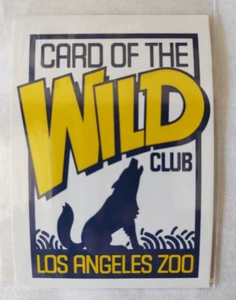 CARD OF THE
WILD
CLUB
LOS ANGELES ZOO